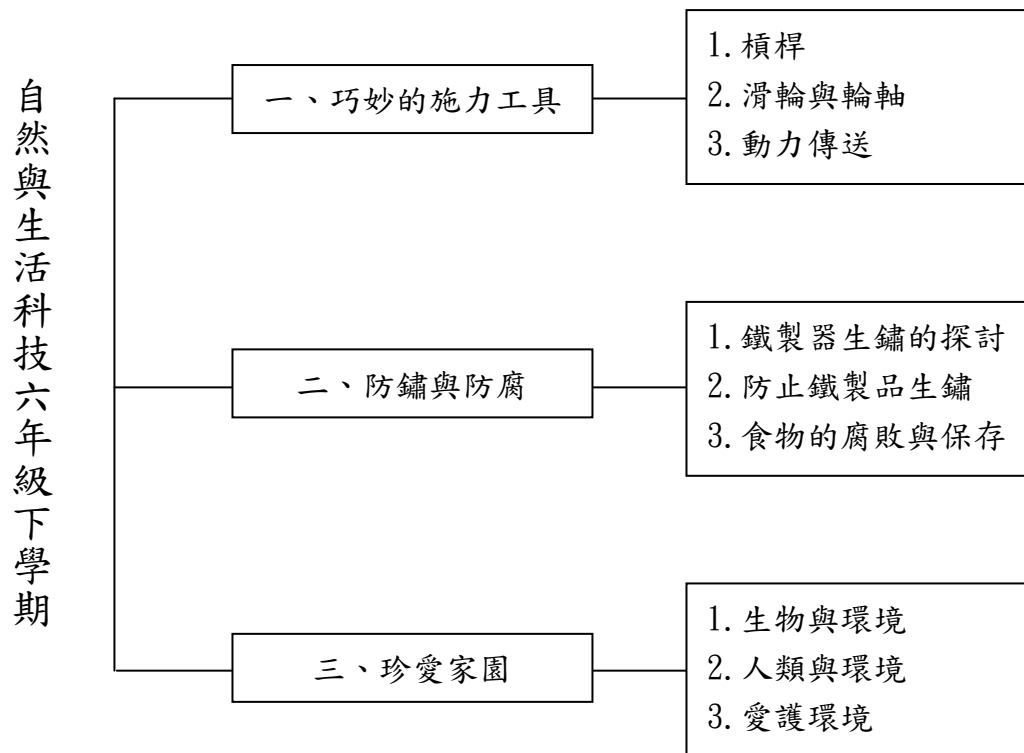 自然與生活科技六年級下學期
一、巧妙的施力工具
1.槓桿
2.滑輪與輪軸
3.動力傳送
二、防鏽與防腐
1.鐵製器生鏽的探討
2.防止鐵製品生鏽
3.食物的腐敗與保存
三、珍愛家園
1.生物與環境
2.人類與環境
3.愛護環境